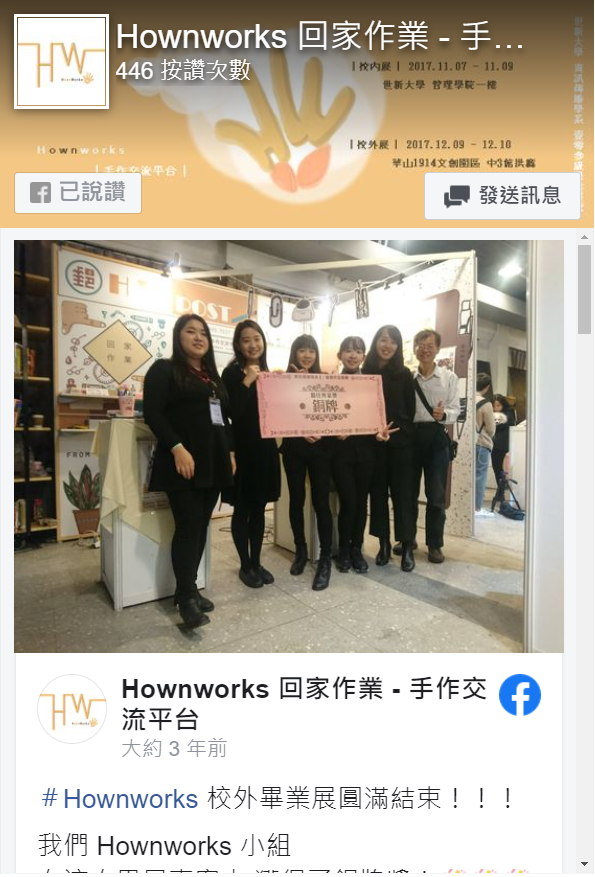 Hownworks 回家作業 - 手…
446 按讚次數
| 校內展 | 2017.11.07 - 11.09
世新大學 管理學院一樓
| 校外展 | 2017.12.09 - 12.10
華山1914文創園區 中3館拱廳
HW
Hownworks
| 手作交流平台 |
已說讚
發送訊息
郵
POST
回家
作業
銅牌
FROM
HW
Hownworks 回家作業 - 手作交
流平台
大約 3 年前
#Hownworks 校外畢業展圓滿結束！！！
我們 Hownworks 小組